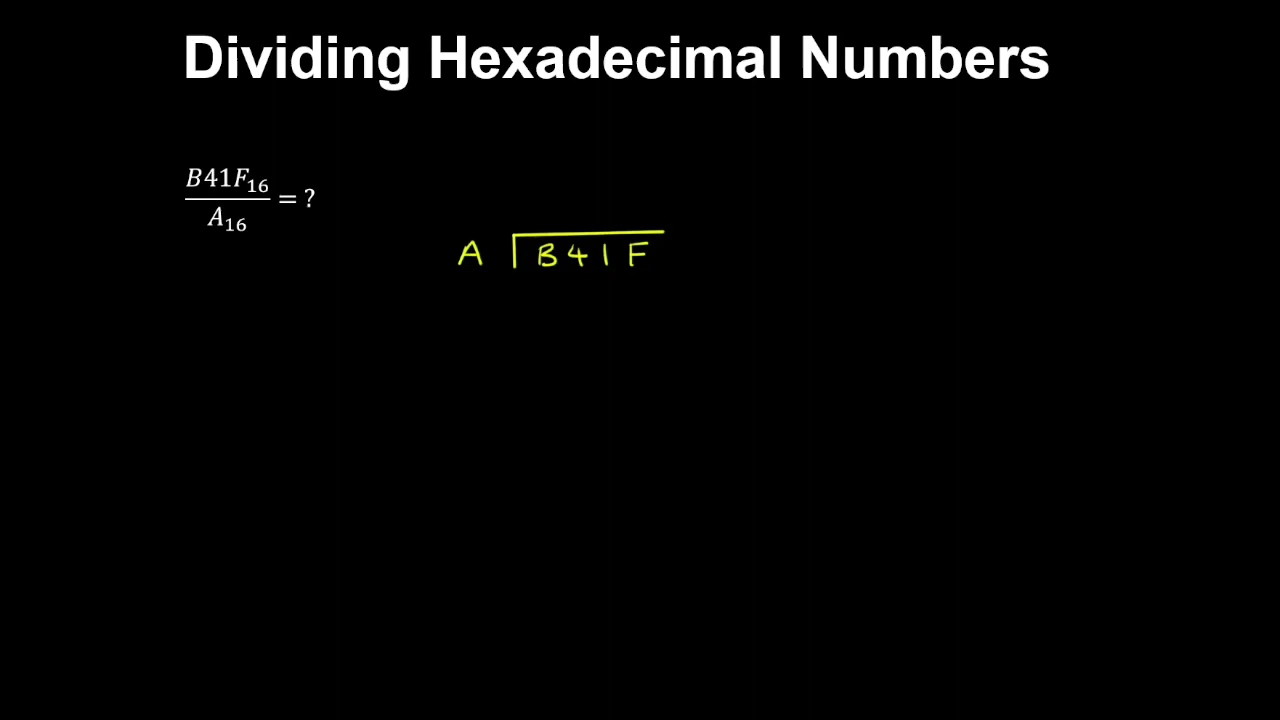 Dividing Hexadecimal Numbers
B41F₁₆
A₁₆
= ?
A B41F